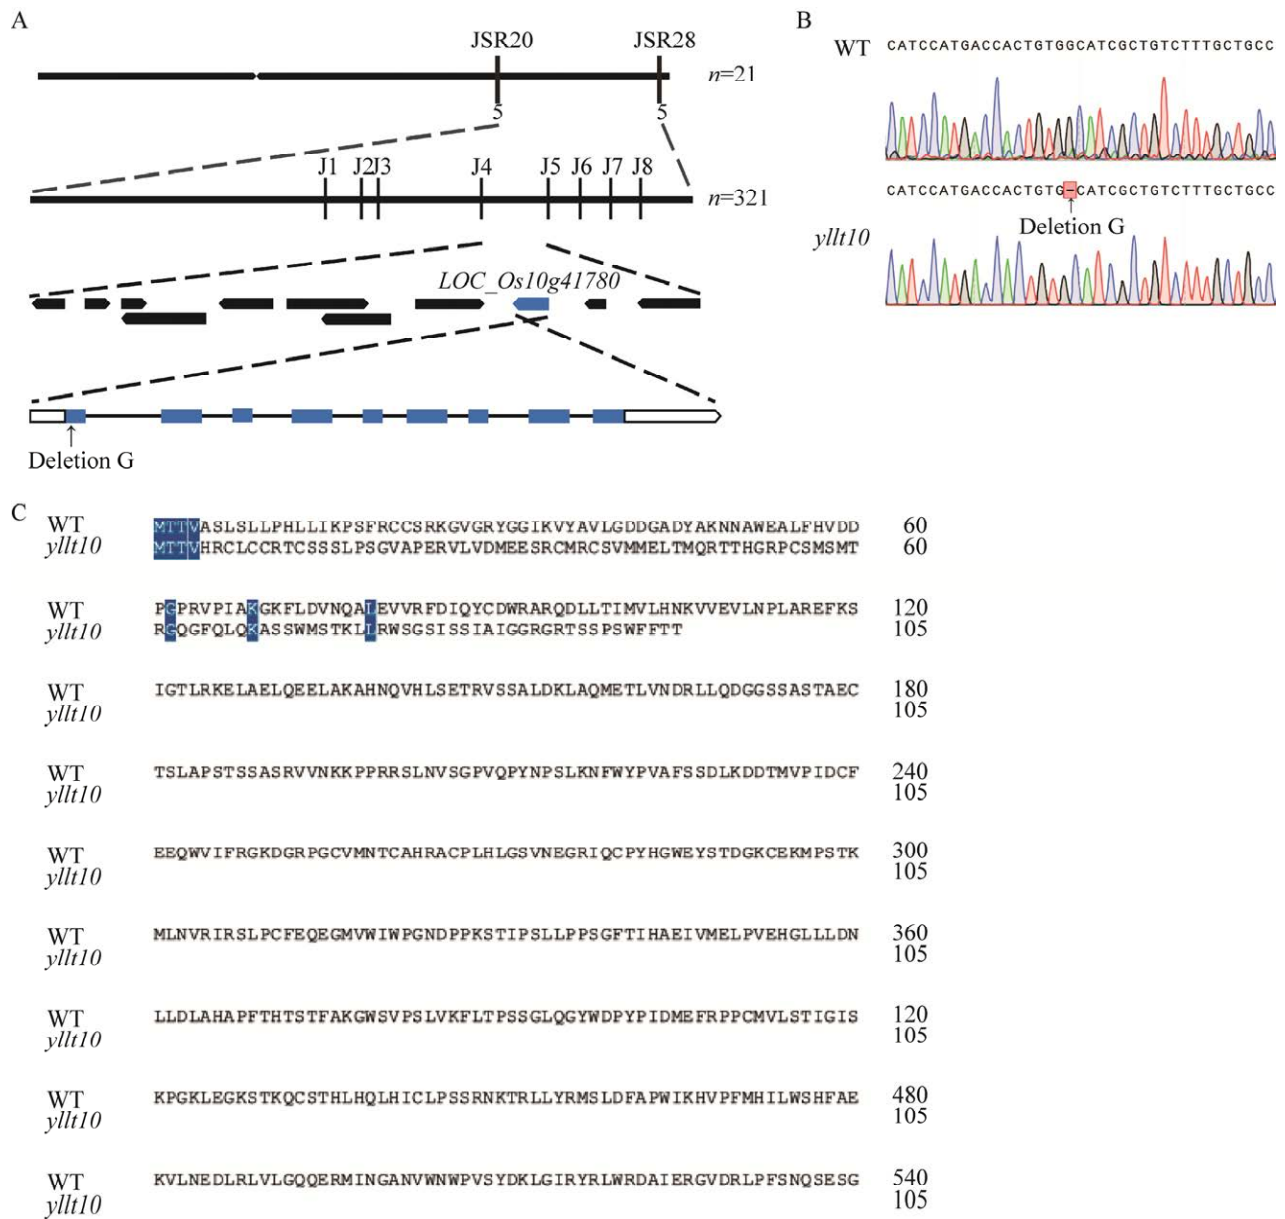 A
JSR20 JSR28
n=21
5 5
J1 J2 J3 J4 J5 J6 J7 J8
n=321
LOC_Os10g41780
Deletion G
B
WT CATCCATGACCACTGTGGCATCGCTGTCTTTGCTGCC
CATCCATGACCACTGTG–CATCGCTGTCTTTGCTGCC
Deletion G
yllt10
C
WT MTTVASLSLLPHLLIKPSFRCCSRKGVGRYGGIKVYAVLGDDGADYAKNNAWEALFHVDD 60
yllt10 MTTVHRCLCCRTCSSSLPSGVAPERVLVDMEESRCMRCSVMMELTMQRTTHGRPCSMSMT 60
WT PGPRVPIAKGKFLDVNQALEVVRFDIQYCDWRARQDLLTIMVLHNKVVEVLNPLAREFKS 120
yllt10 RGQGFQLQKASSWMSTKLLRWSGSISSIAIGGRGRTSSPSWFFTT 105
WT IGTLRKELAELQEELAKAHNQVHLSETRVSSALDKLAQMETLVNDRLLQDGGSSASTAEC 180
yllt10 105
WT TSLAPSTSSASRVVNKKPPRRSLNVSGPVQPYNPSLKNFWYPVAFSSDLKDDTMVPIDCF 240
yllt10 105
WT EEQWVIFRGKDGRPGCVMNTCAHRACPLHLGSVNEGRIQCPYHGWEYSTDGKCEKMPSTK 300
yllt10 105
WT MLNVRIRSLPCFEQEGMVWIWPGNDPPKSTIPSLLPPSGFTIHAEIVMELPVEHGLLLDN 360
yllt10 105
WT LLDLAHAPFTHTSTFAKGWSVPSLVKFLTPSSGLQGYWDPYPIDMEFRPPCMVLSTIGIS 120
yllt10 105
WT KPGKLEGKSTKQCSTHLHQLHICLPSSRNKTRLLYRMSLDFAPWIKHVPFMHILWSHFAE 480
yllt10 105
WT KVLNEDLRLVLGQQERMINGANVWNWPVSYDKLGIRYRLWRDAIERGVDRLPFSNQSESG 540
yllt10 105